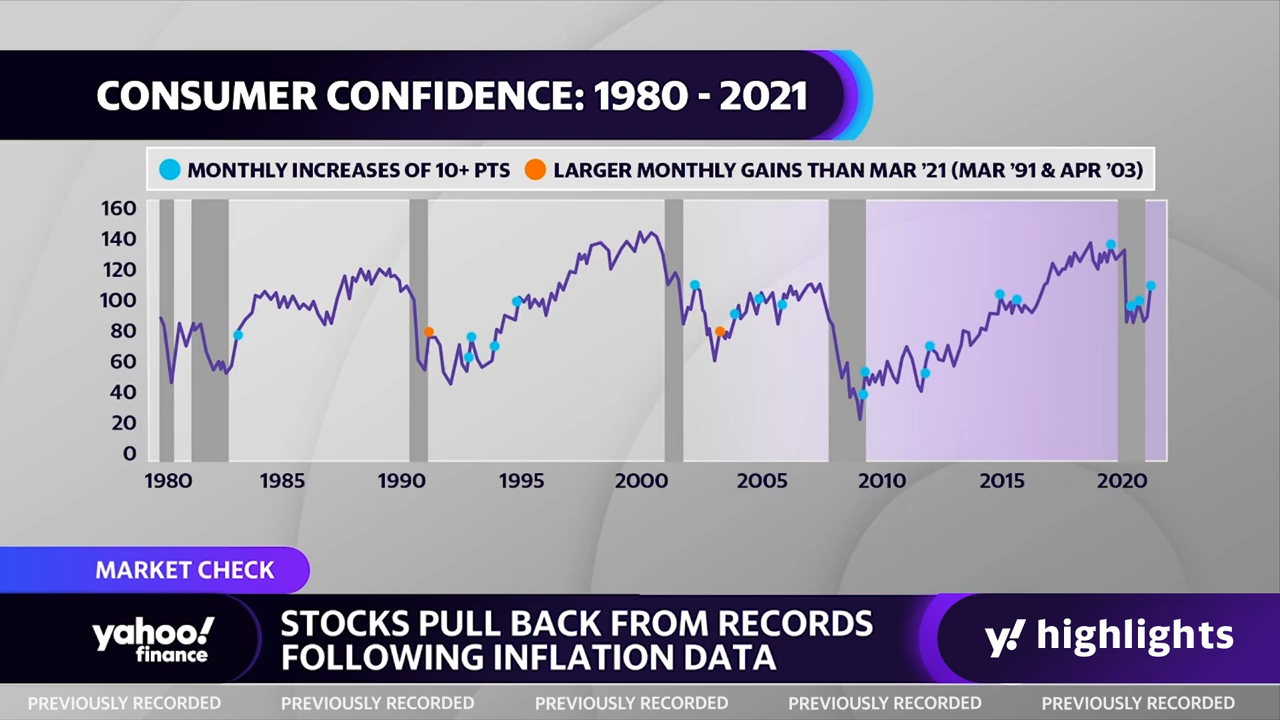 CONSUMER CONFIDENCE: 1980 - 2021
MONTHLY INCREASES OF 10+ PTS LARGER MONTHLY GAINS THAN MAR '21 (MAR '91 & APR '03)
160
140
120
100
80
60
40
20
0
1980 1985 1990 1995 2000 2005 2010 2015 2020
MARKET CHECK
yahoo!
finance
STOCKS PULL BACK FROM RECORDS
FOLLOWING INFLATION DATA
y! highlights
PREVIOUSLY RECORDED PREVIOUSLY RECORDED PREVIOUSLY RECORDED PREVIOUSLY RECORDED PREVIOUSLY RECORDED